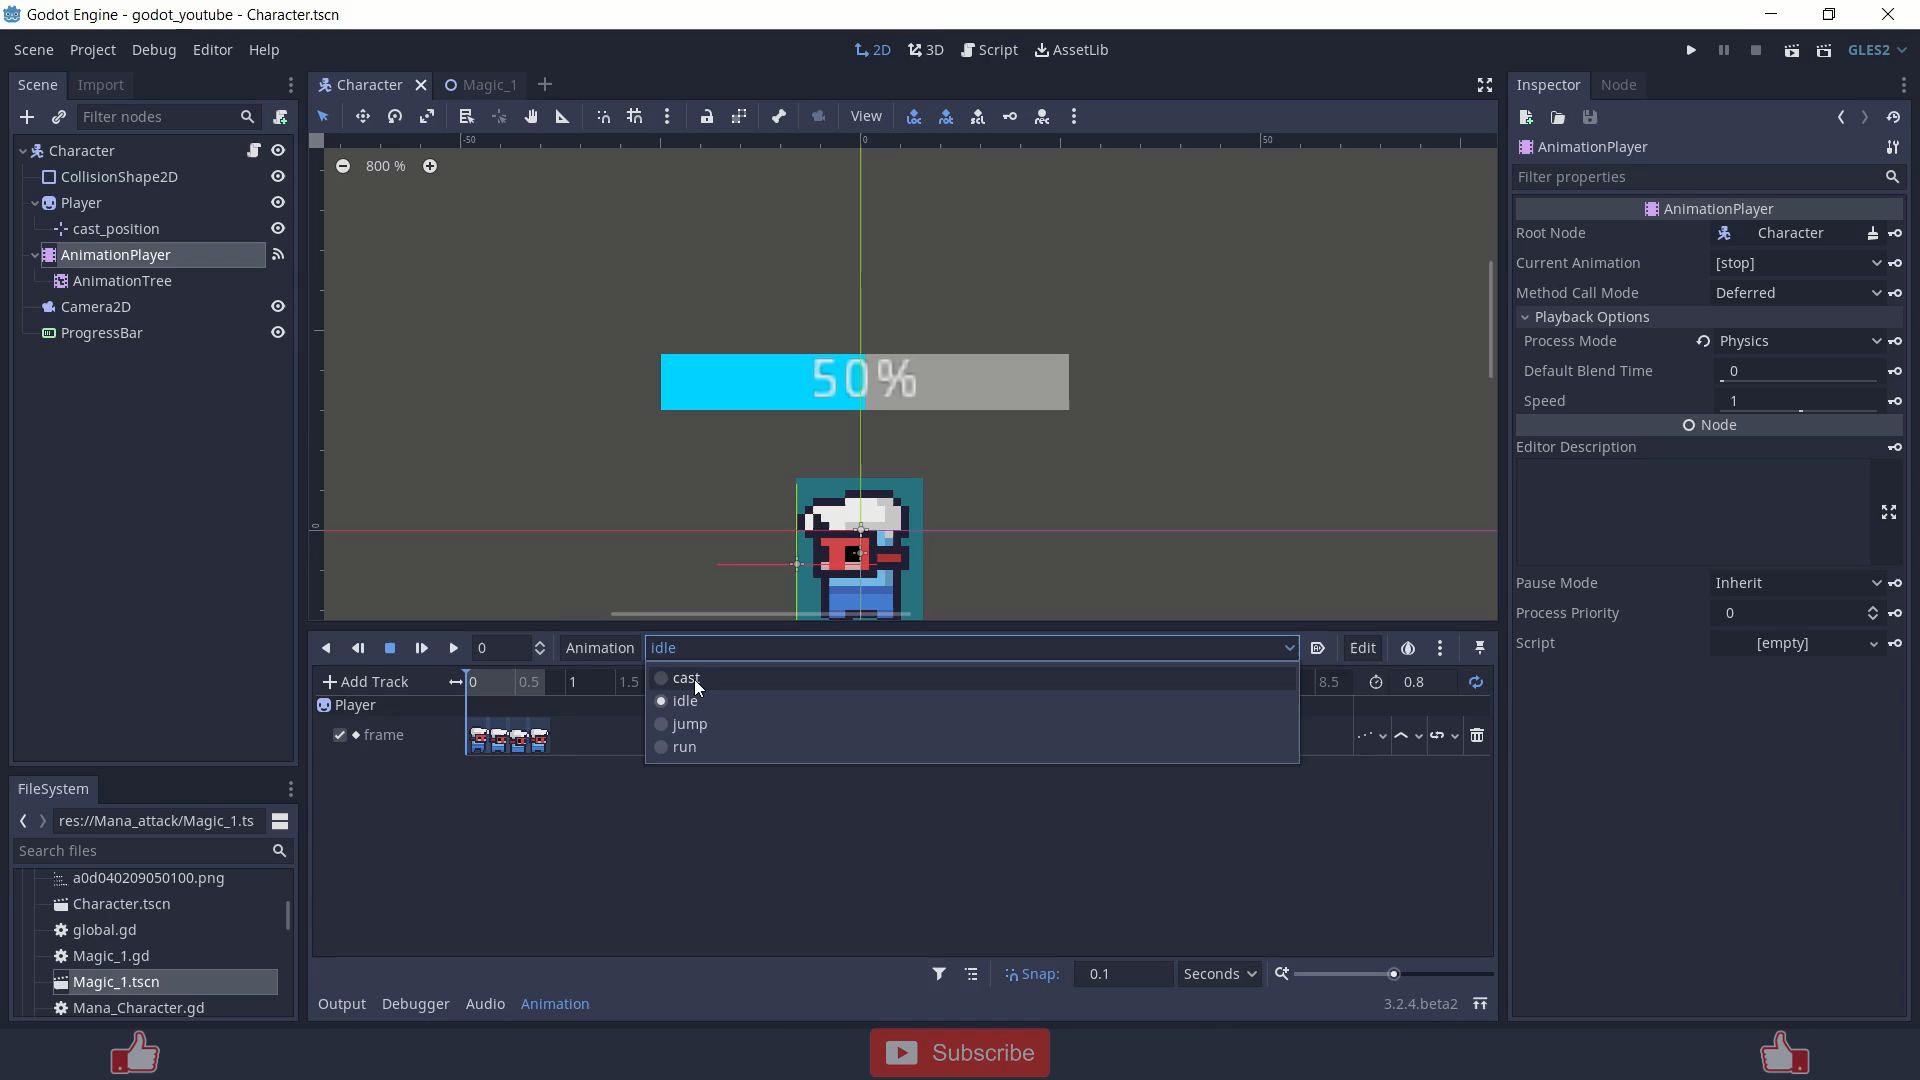 Godot Engine - godot_youtube - Character.tscn
Scene Project Debug Editor Help
2D 3D Script AssetLib
GLES2
Scene Import
Filter nodes
Character
CollisionShape2D
Player
cast_position
AnimationPlayer
AnimationTree
Camera2D
ProgressBar
FileSystem
res://Mana_attack/Magic_1.ts
Search files
a0d040209050100.png
Character.tscn
global.gd
Magic_1.gd
Magic_1.tscn
Mana_Character.gd
Character Magic_1
View
-50 0 50
800 %
50%
0
0 Animation idle Edit
Add Track 0 0.5 1 1.5 8.5 0.8
Player
frame
cast
idle
jump
run
Snap: 0.1 Seconds
Output Debugger Audio Animation 3.2.4.beta2
Inspector Node
AnimationPlayer
Filter properties
AnimationPlayer
Root Node Character
Current Animation [stop]
Method Call Mode Deferred
Playback Options
Process Mode Physics
Default Blend Time 0
Speed 1
Node
Editor Description
Pause Mode Inherit
Process Priority 0
Script [empty]
Subscribe